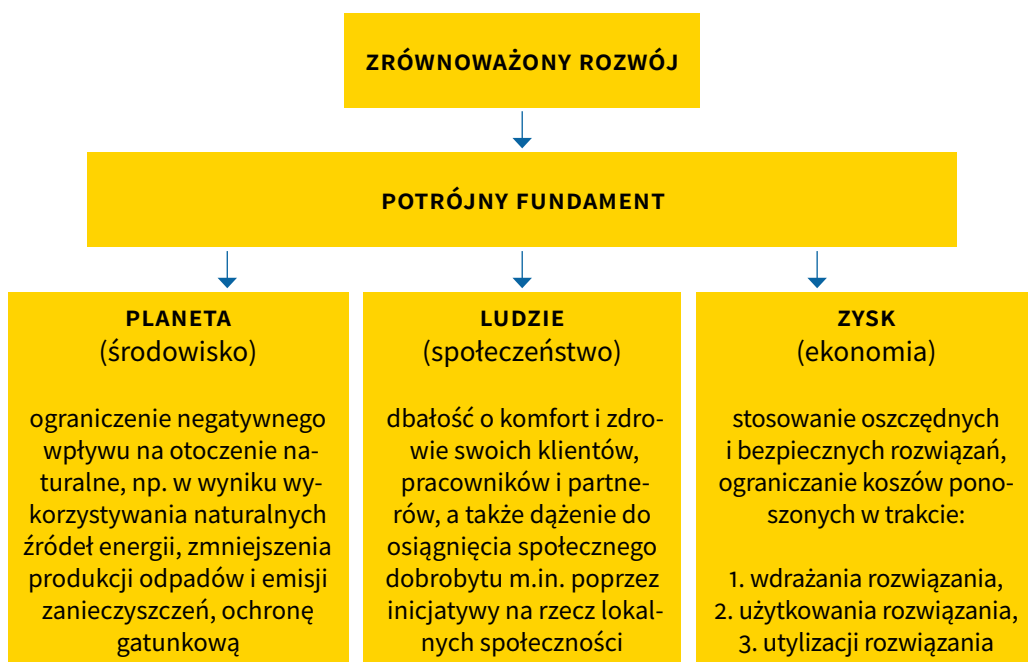 ZRÓWNOWAŻONY ROZWÓJ
POTRÓJNY FUNDAMENT
PLANETA
(środowisko)
ograniczenie negatywnego
wpływu na otoczenie na-
turalne, np. w wyniku wy-
korzystywania naturalnych
źródeł energii, zmniejszenia
produkcji odpadów i emisji
zanieczyszczeń, ochronę
gatunkową
LUDZIE
(społeczeństwo)
dbałość o komfort i zdro-
wie swoich klientów,
pracowników i partne-
rów, a także dążenie do
osiągnięcia społecznego
dobrobytu m.in. poprzez
inicjatywy na rzecz lokal-
nych społeczności
ZYSK
(ekonomia)
stosowanie oszczędnych
i bezpiecznych rozwiązań,
ograniczanie koszów pono-
szonych w trakcie:
1. wdrażania rozwiązania,
2. użytkowania rozwiązania,
3. utylizacji rozwiązania